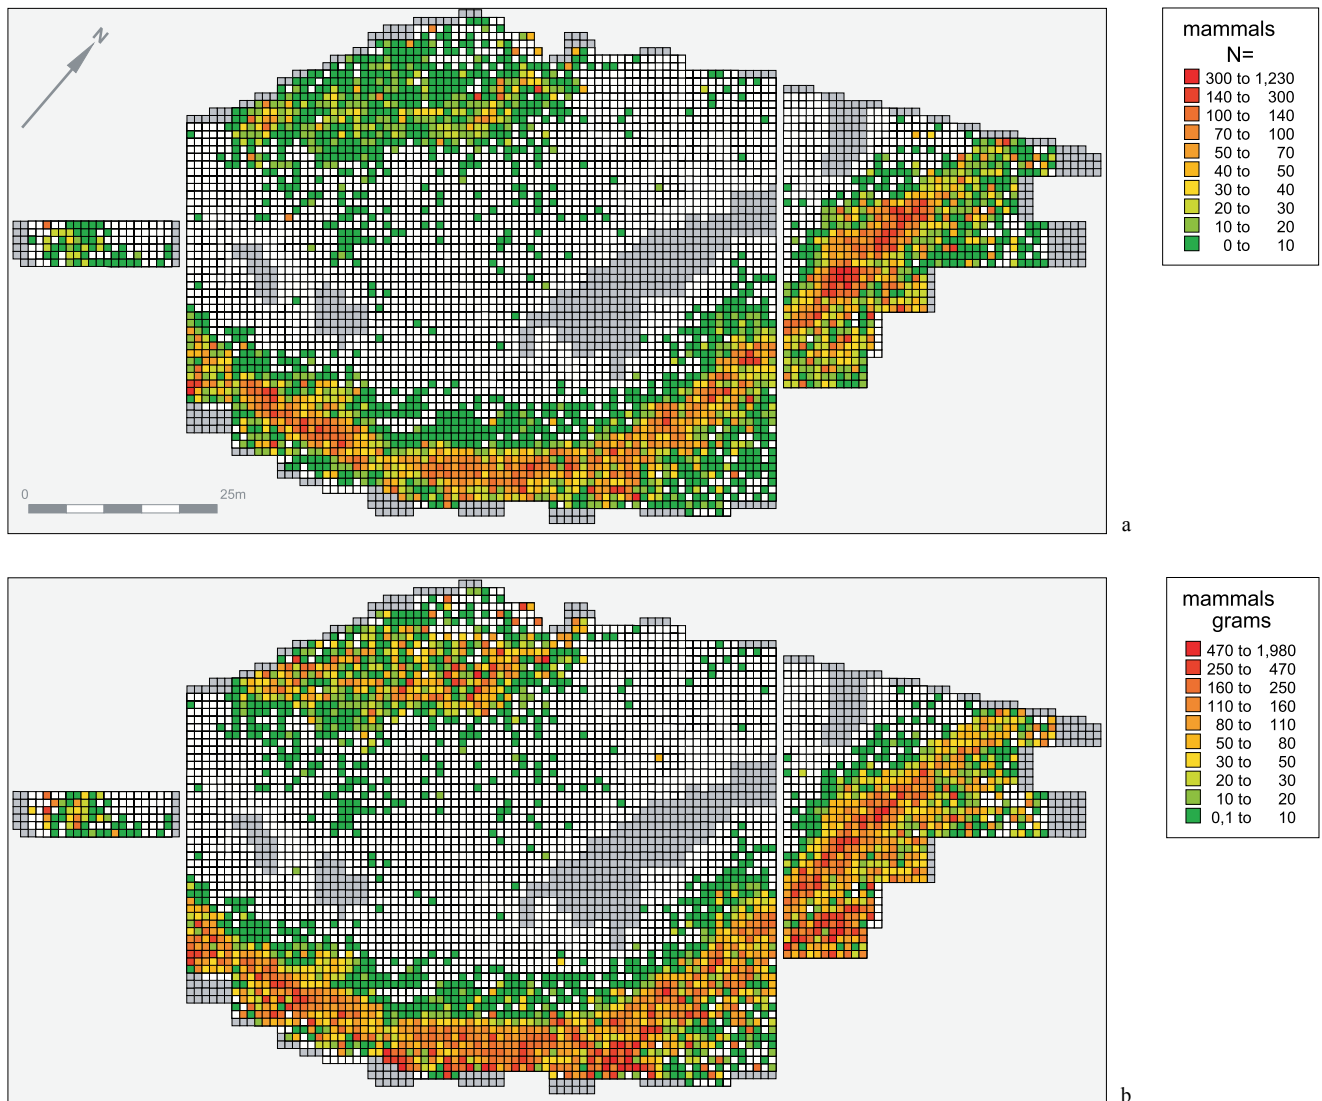 N
0
25m
a
mammals
N=
300 to 1,230
140 to 300
100 to 140
70 to 100
50 to 70
40 to 50
30 to 40
20 to 30
10 to 20
0 to 10
b
mammals
grams
470 to 1,980
250 to 470
160 to 250
110 to 160
80 to 110
50 to 80
30 to 50
20 to 30
10 to 20
0,1 to 10